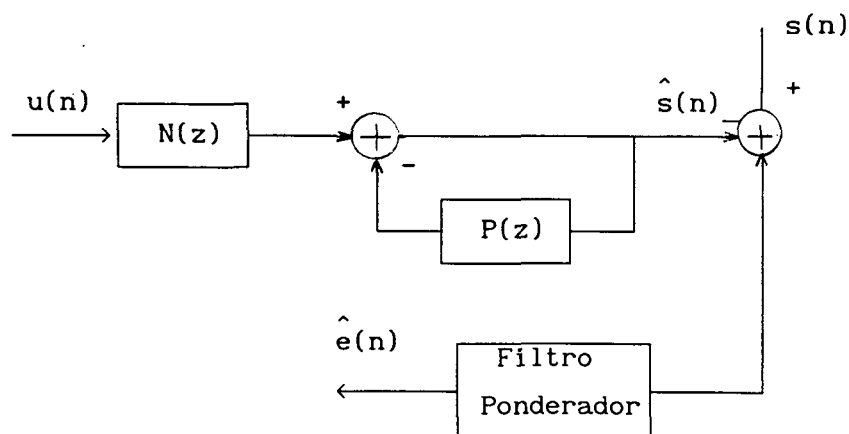 s(n)
u(n)
N(z)
+
ŝ(n)
+
−
−
P(z)
ê(n)
Filtro
Ponderador